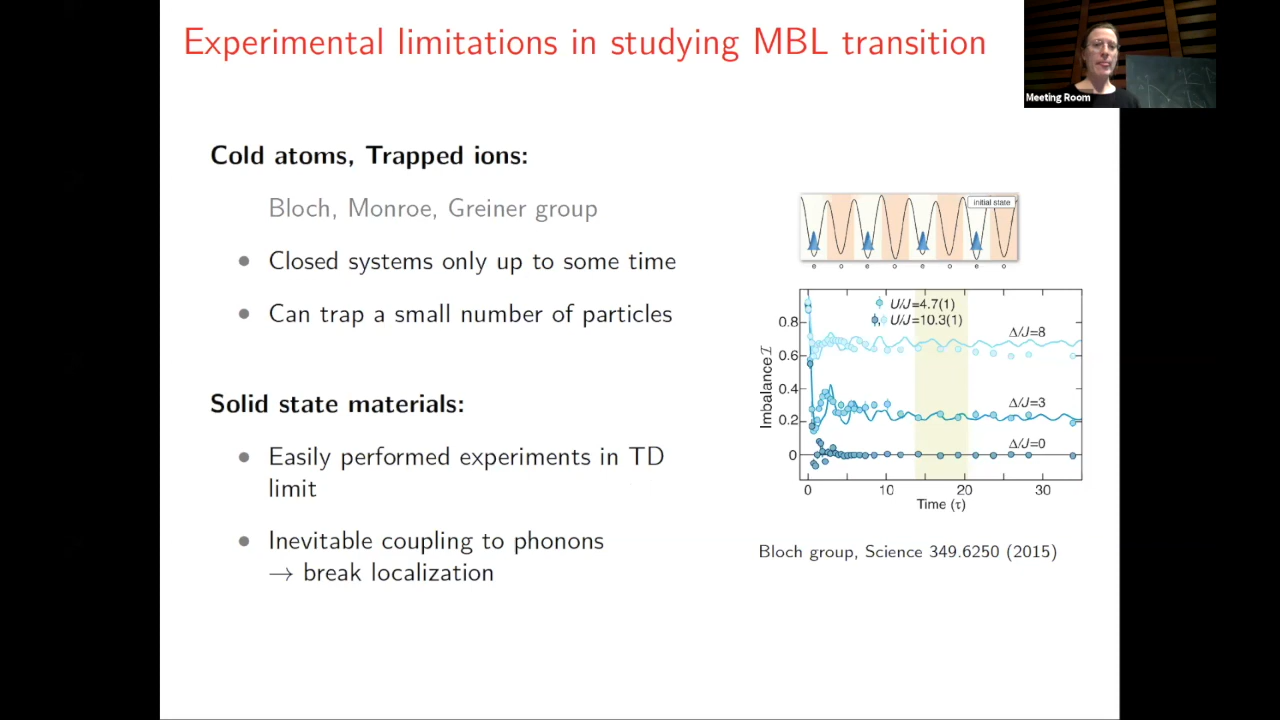 Experimental limitations in studying MBL transition
Meeting Room
Cold atoms, Trapped ions:
Bloch, Monroe, Greiner group
• Closed systems only up to some time
• Can trap a small number of particles
Solid state materials:
• Easily performed experiments in TD
limit
• Inevitable coupling to phonons
→ break localization
initial state
e o e o e o e o
U/J=4.7(1)
U/J=10.3(1)
Δ/J=8
Δ/J=3
Δ/J=0
0.8
0.6
0.4
0.2
0
Imbalance I
0 10 20 30
Time (τ)
Bloch group, Science 349.6250 (2015)